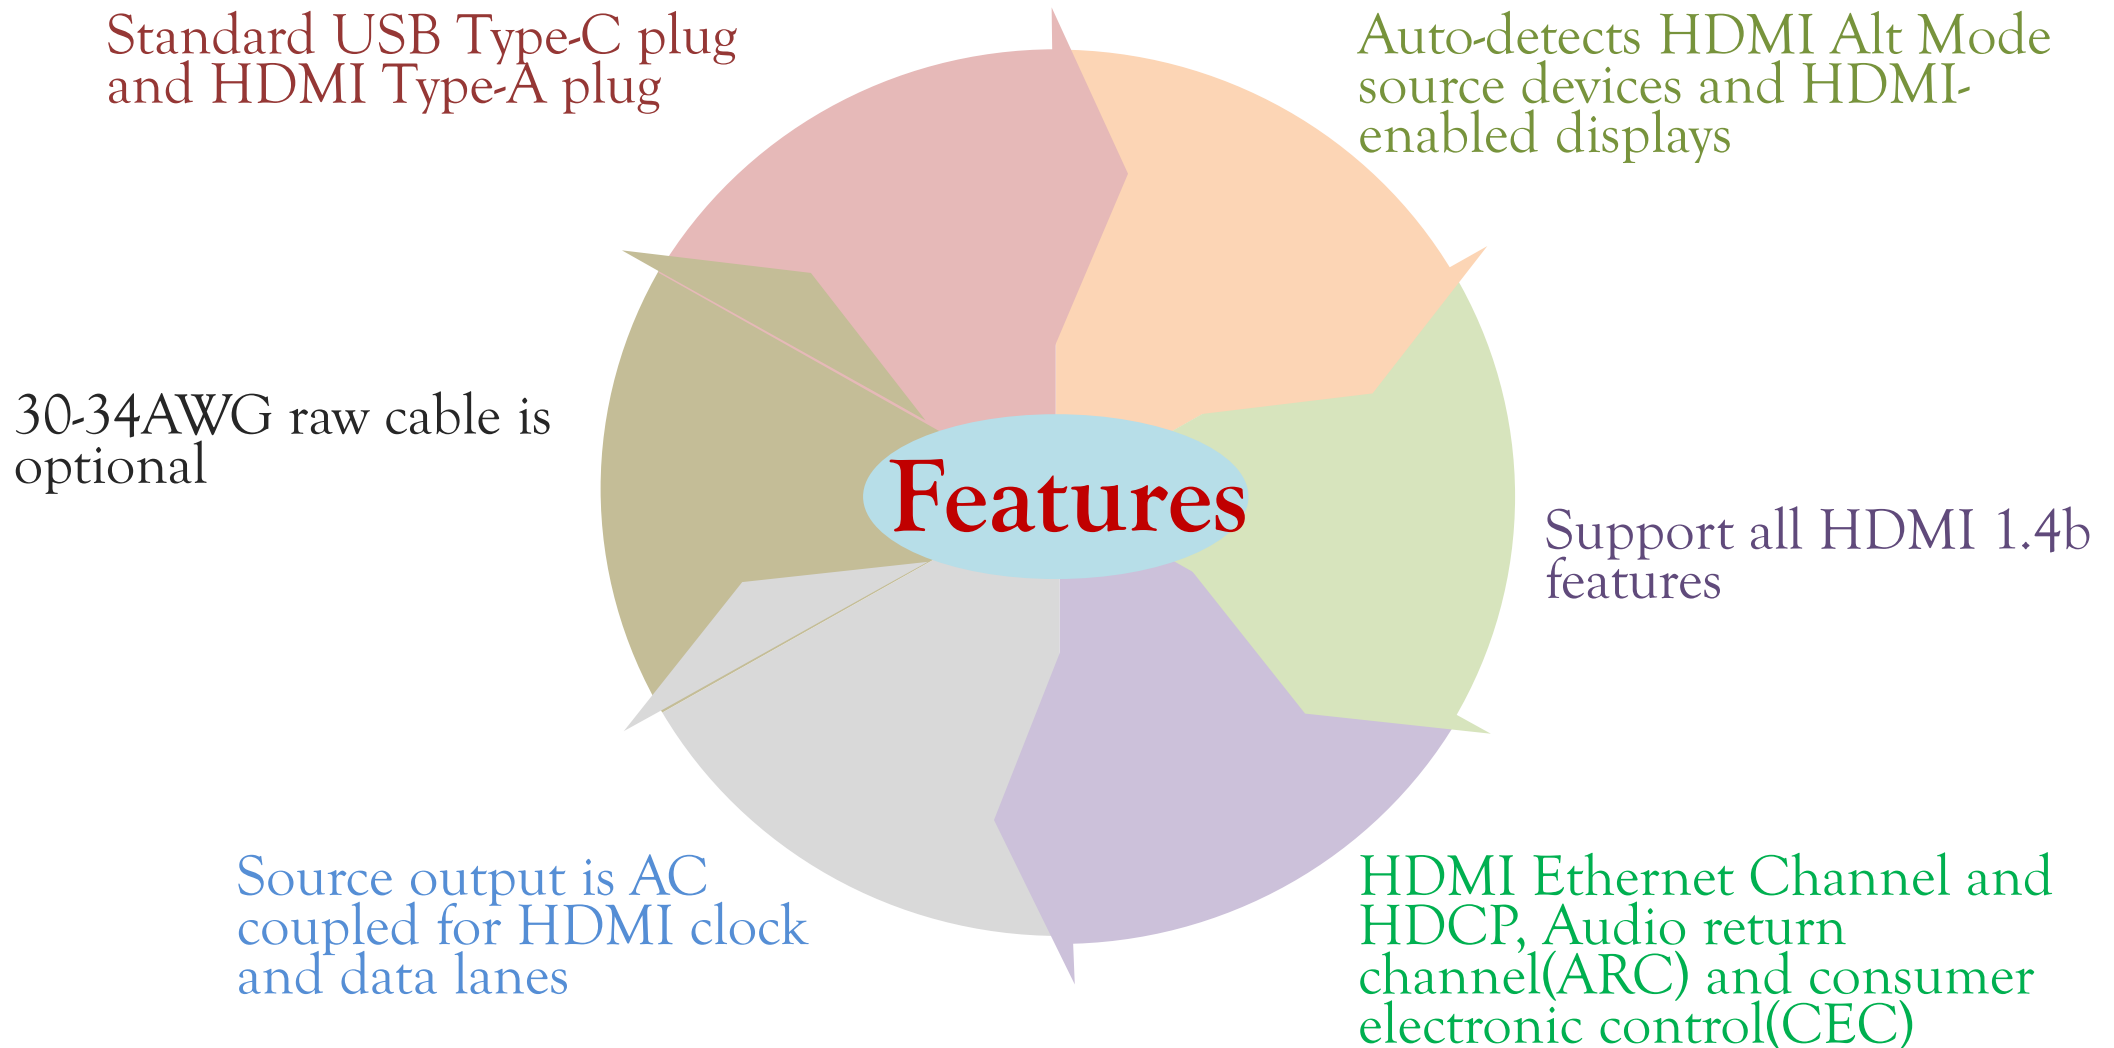 Standard USB Type-C plug
and HDMI Type-A plug
Auto-detects HDMI Alt Mode
source devices and HDMI-
enabled displays
30-34AWG raw cable is
optional
Features
Support all HDMI 1.4b
features
Source output is AC
coupled for HDMI clock
and data lanes
HDMI Ethernet Channel and
HDCP, Audio return
channel(ARC) and consumer
electronic control(CEC)